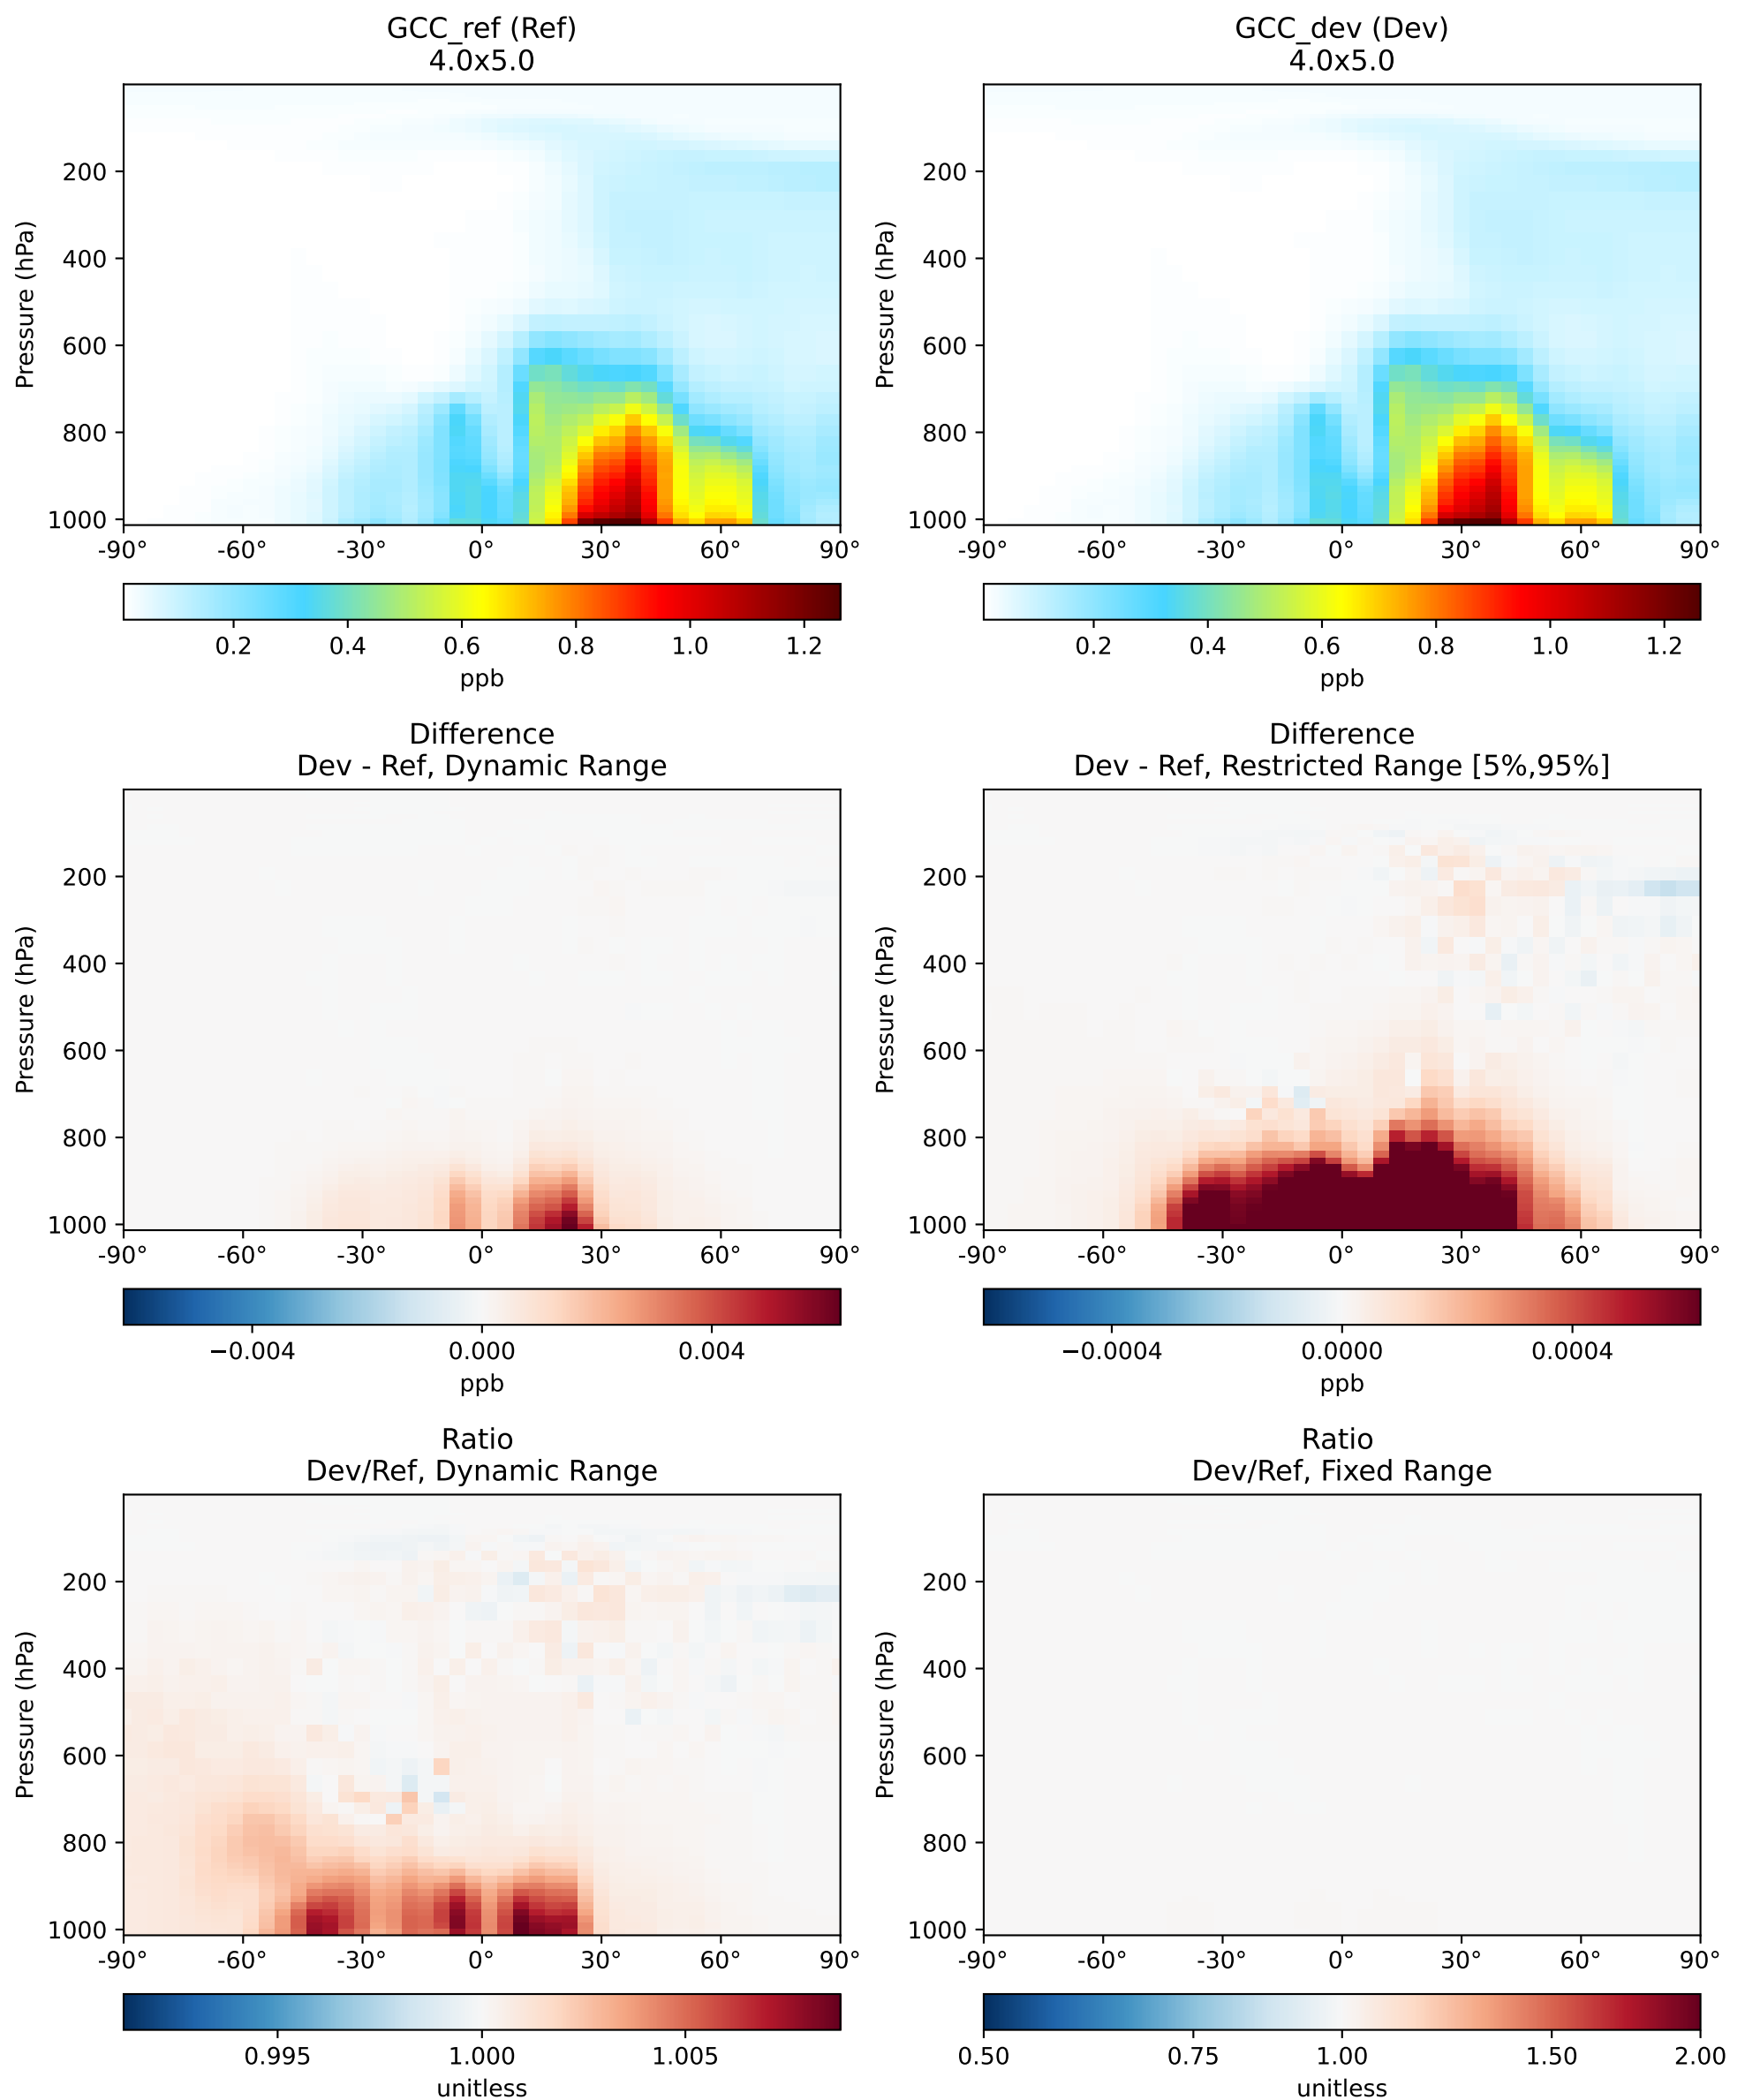 GCC_ref (Ref)
4.0x5.0
GCC_dev (Dev)
4.0x5.0
Pressure (hPa)
200
400
600
800
1000
-90° -60° -30° 0° 30° 60° 90°
0.2 0.4 0.6 0.8 1.0 1.2
ppb
Pressure (hPa)
200
400
600
800
1000
-90° -60° -30° 0° 30° 60° 90°
0.2 0.4 0.6 0.8 1.0 1.2
ppb
Difference
Dev - Ref, Dynamic Range
Pressure (hPa)
200
400
600
800
1000
-90° -60° -30° 0° 30° 60° 90°
−0.004 0.000 0.004
ppb
Difference
Dev - Ref, Restricted Range [5%,95%]
Pressure (hPa)
200
400
600
800
1000
-90° -60° -30° 0° 30° 60° 90°
−0.0004 0.0000 0.0004
ppb
Ratio
Dev/Ref, Dynamic Range
Pressure (hPa)
200
400
600
800
1000
-90° -60° -30° 0° 30° 60° 90°
0.995 1.000 1.005
unitless
Ratio
Dev/Ref, Fixed Range
Pressure (hPa)
200
400
600
800
1000
-90° -60° -30° 0° 30° 60° 90°
0.50 0.75 1.00 1.50 2.00
unitless